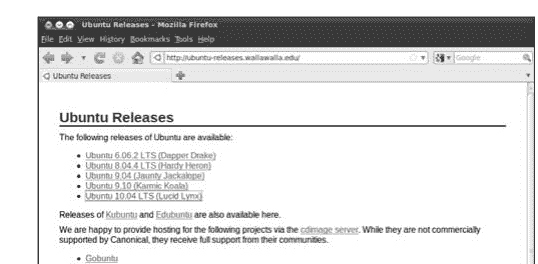 Ubuntu Releases - Mozilla Firefox
File Edit View History Bookmarks Tools Help
http://ubuntu-releases.wallawalla.edu/
Google
Ubuntu Releases
Ubuntu Releases
The following releases of Ubuntu are available:
• Ubuntu 6.06.2 LTS (Dapper Drake)
• Ubuntu 8.04.4 LTS (Hardy Heron)
• Ubuntu 9.04 (Jaunty Jackalope)
• Ubuntu 9.10 (Karmic Koala)
• Ubuntu 10.04 LTS (Lucid Lynx)
Releases of Kubuntu and Edubuntu are also available here.
We are happy to provide hosting for the following projects via the cdimage server. While they are not commercially
supported by Canonical, they receive full support from their communities.
• Gobuntu